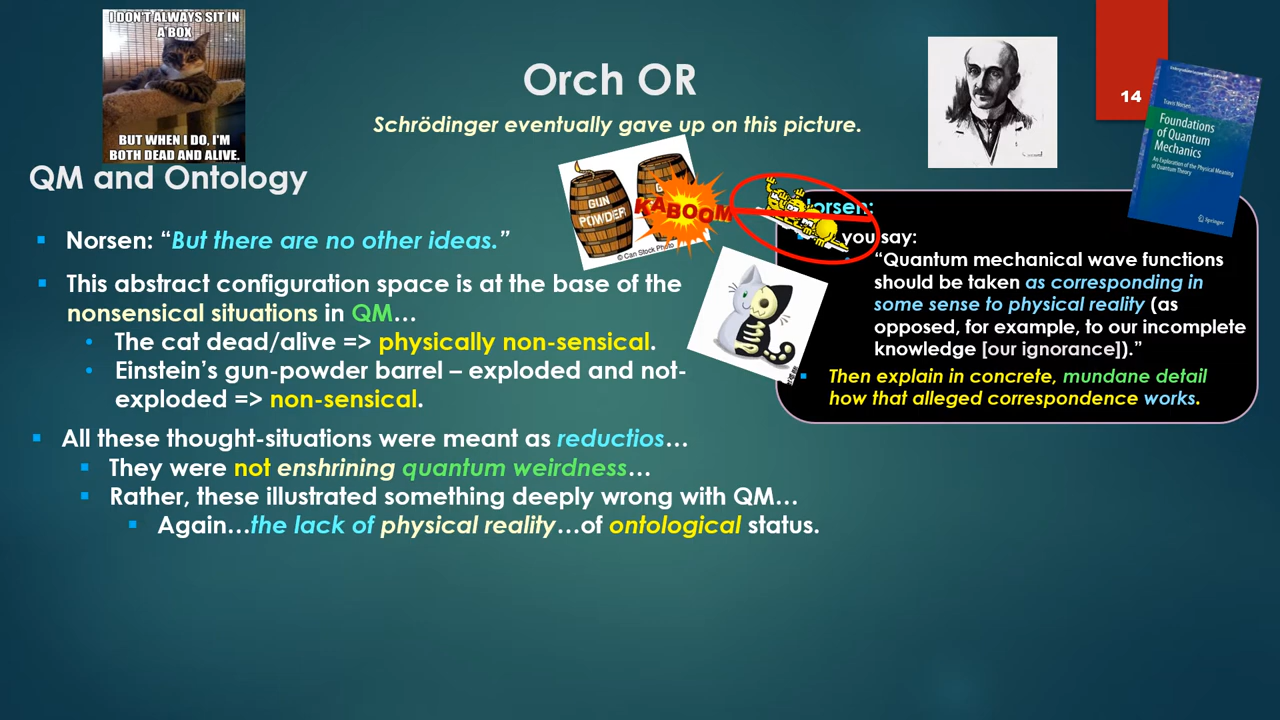 I DON'T ALWAYS SIT IN
A BOX
BUT WHEN I DO, I'M
BOTH DEAD AND ALIVE.
Orch OR
Schrödinger eventually gave up on this picture.
14
Travis Norsen
Foundations
of Quantum
Mechanics
An Exploration of the Physical Meaning
of Quantum Theory
Springer
QM and Ontology
GUN
POWDER
KABOOM
© Can Stock Photo
▪ Norsen: “But there are no other ideas.”
▪ This abstract configuration space is at the base of the
nonsensical situations in QM…
• The cat dead/alive => physically non-sensical.
• Einstein’s gun-powder barrel – exploded and not-
exploded => non-sensical.
▪ All these thought-situations were meant as reductios…
▪ They were not enshrining quantum weirdness…
▪ Rather, these illustrated something deeply wrong with QM…
▪ Again…the lack of physical reality…of ontological status.
Norsen:
you say:
“Quantum mechanical wave functions
should be taken as corresponding in
some sense to physical reality (as
opposed, for example, to our incomplete
knowledge [our ignorance]).”
▪ Then explain in concrete, mundane detail
how that alleged correspondence works.